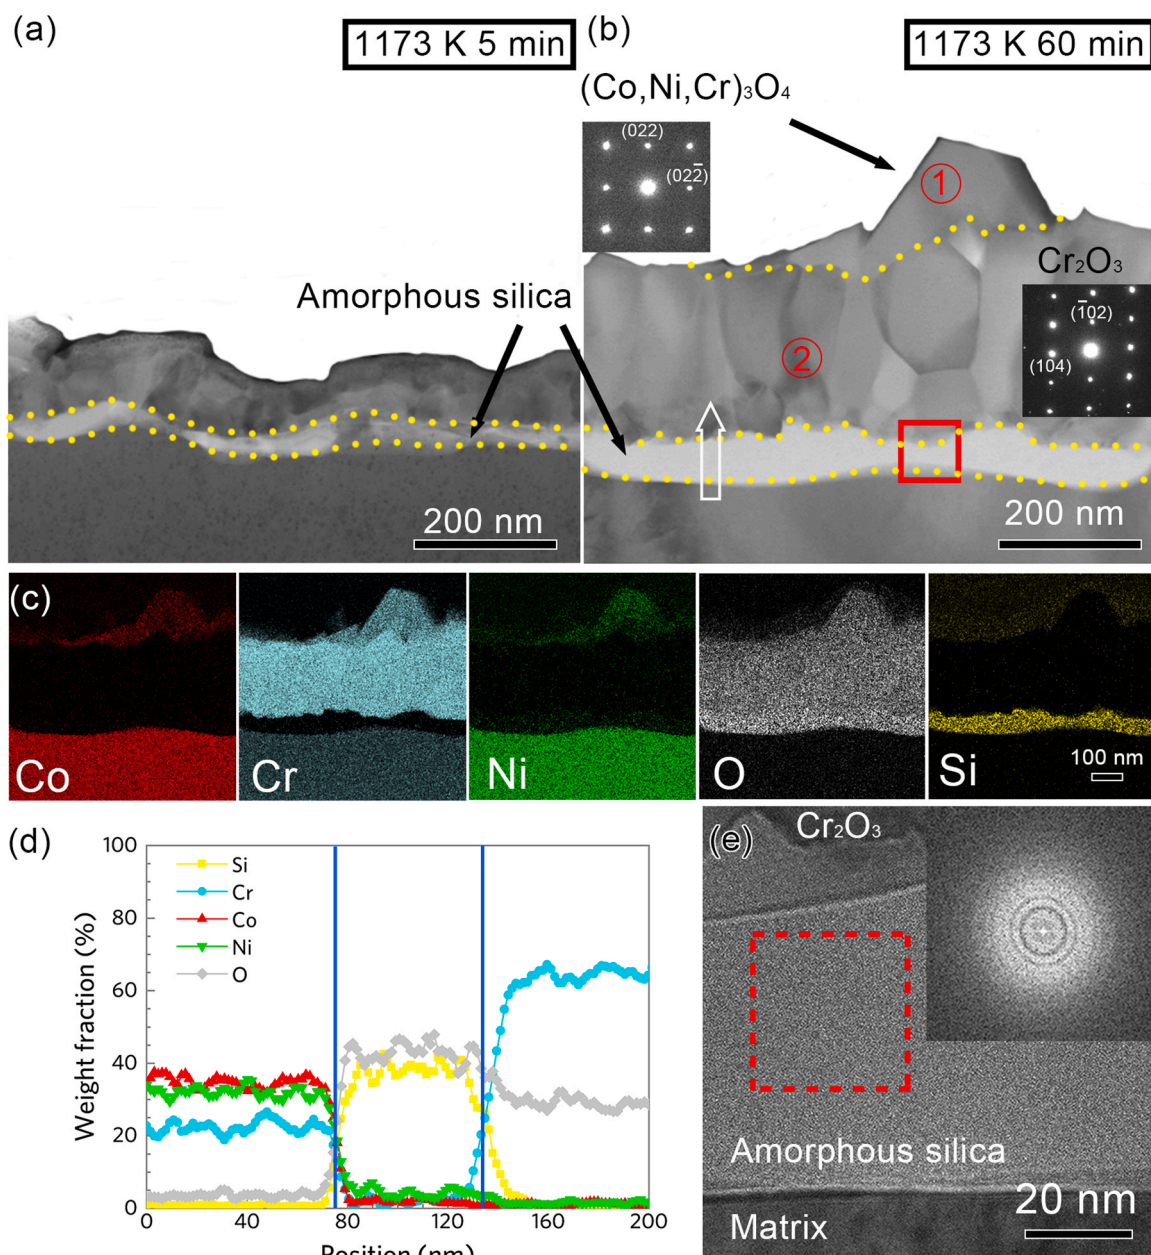 (a)
1173 K 5 min
(b)
1173 K 60 min
(Co,Ni,Cr)₃O₄
(022)
(022̅)
①
Amorphous silica
Cr₂O₃
(1̅02)
(104)
②
200 nm
200 nm
(c)
Co
Cr
Ni
O
Si
100 nm
(d)
Weight fraction (%)
100
80
60
40
20
0
Si
Cr
Co
Ni
O
0
40
80
120
160
200
Position (nm)
(e)
Cr₂O₃
Amorphous silica
20 nm
Matrix